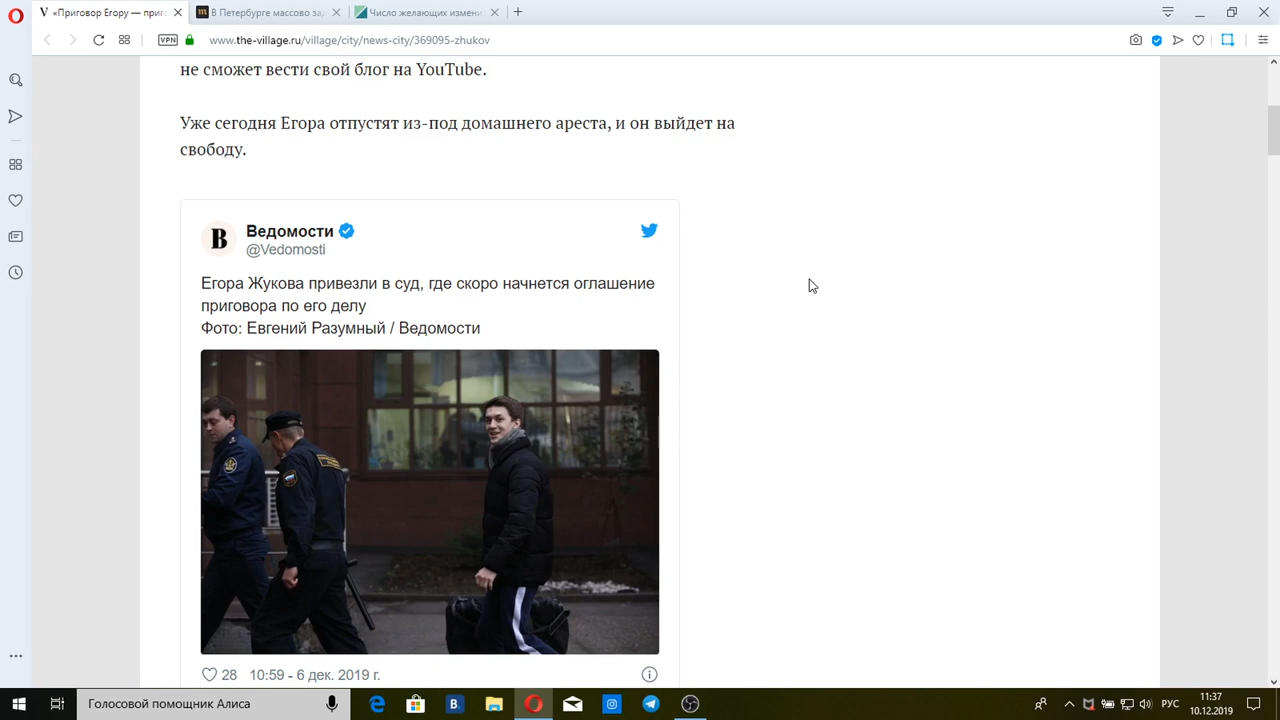 «Приговор Егору — приго
В Петербурге массово зад
Число желающих измени
VPN
www.the-village.ru/village/city/news-city/369095-zhukov
не сможет вести свой блог на YouTube.
Уже сегодня Егора отпустят из-под домашнего ареста, и он выйдет на
свободу.
В
Ведомости
@Vedomosti
Егора Жукова привезли в суд, где скоро начнется оглашение
приговора по его делу
Фото: Евгений Разумный / Ведомости
28 10:59 - 6 дек. 2019 г.
Голосовой помощник Алиса
B.
РУС
11:37
10.12.2019